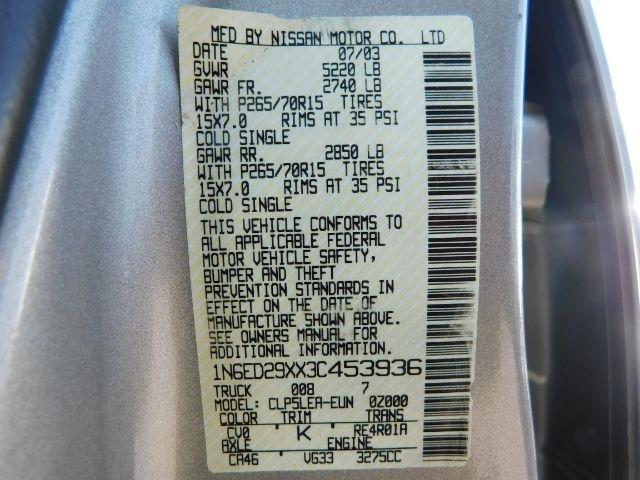 MFD BY NISSAN MOTOR CO. LTD
DATE 07/03
GVWR 5220 LB
GAWR FR. 2740 LB
WITH P265/70R15 TIRES
15X7.0 RIMS AT 35 PSI
COLD SINGLE
GAWR RR. 2850 LB
WITH P265/70R15 TIRES
15X7.0 RIMS AT 35 PSI
COLD SINGLE
THIS VEHICLE CONFORMS TO
ALL APPLICABLE FEDERAL
MOTOR VEHICLE SAFETY,
BUMPER AND THEFT
PREVENTION STANDARDS IN
EFFECT ON THE DATE OF
MANUFACTURE SHOWN ABOVE.
SEE OWNERS MANUAL FOR
ADDITIONAL INFORMATION
1N6ED29XX3C453936
TRUCK 008 7
MODEL: CLPSLEA-EUN 0Z000
COLOR TRIM TRANS
CV0 K RE4R01A
AXLE ENGINE
CA46 VG33 3275CC